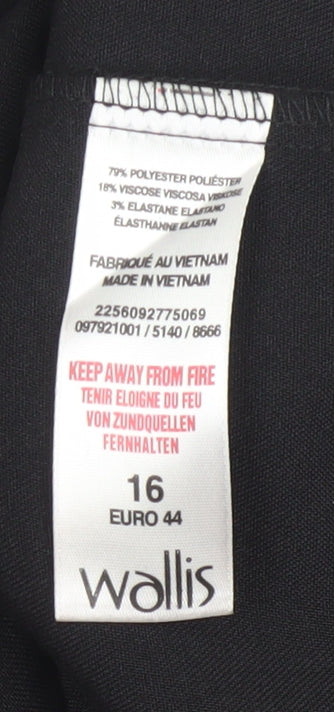 79% POLYESTER POLIÉSTER
18% VISCOSE VISCOSA VISKOSE
3% ELASTANE ELASTANO
ÉLASTHANNE ELASTAN
FABRIQUÉ AU VIETNAM
MADE IN VIETNAM
2256092775069
097921001 / 5140 / 8666
KEEP AWAY FROM FIRE
TENIR ELOIGNE DU FEU
VON ZUNDQUELLEN
FERNHALTEN
16
EURO 44
wallis